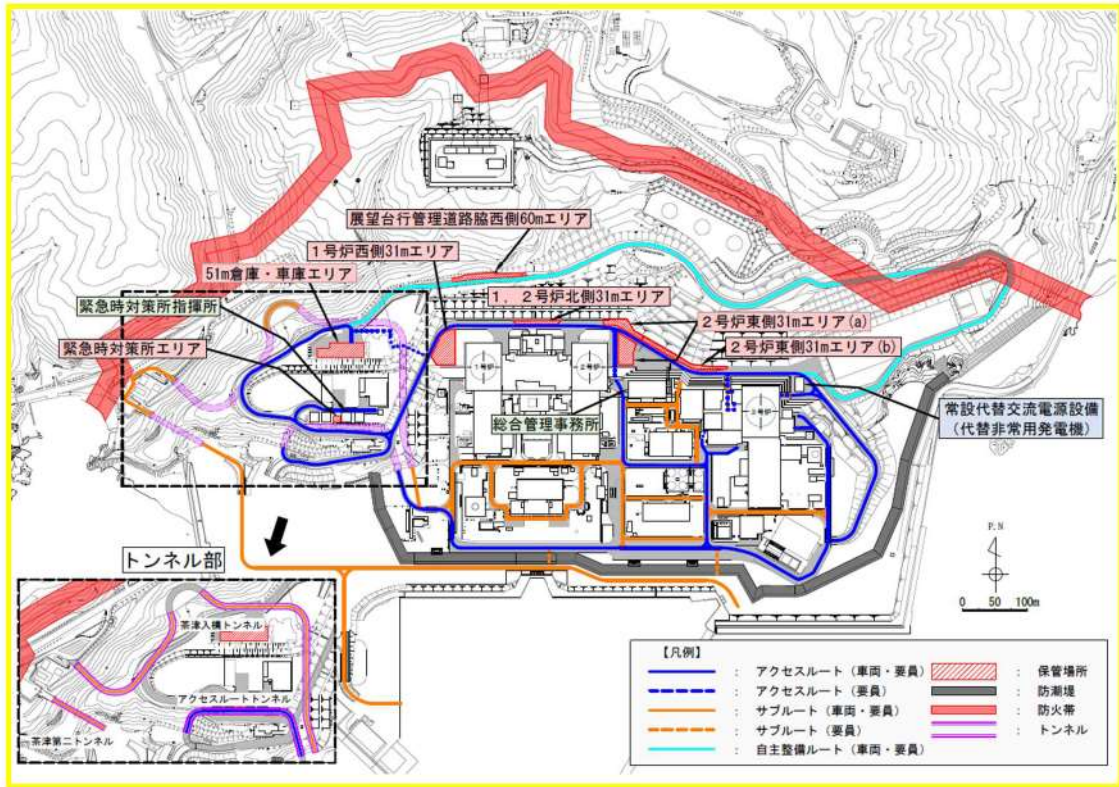 展望台行管理道路脇西側60mエリア
1号炉西側31mエリア
51m倉庫・車庫エリア
緊急時対策所指揮所
緊急時対策所エリア
1,2号炉北側31mエリア
2号炉東側31mエリア(a)
2号炉東側31mエリア(b)
1号炉
2号炉
3号炉
総合管理事務所
常設代替交流電源設備
(代替非常用発電機)
トンネル部
茶津入構トンネル
アクセスルートトンネル
茶津第二トンネル
P.N
0 50 100m
【凡例】
: アクセスルート(車両・要員)
: アクセスルート(要員)
: サブルート(車両・要員)
: サブルート(要員)
: 自主整備ルート(車両・要員)
: 保管場所
: 防潮堤
: 防火帯
: トンネル